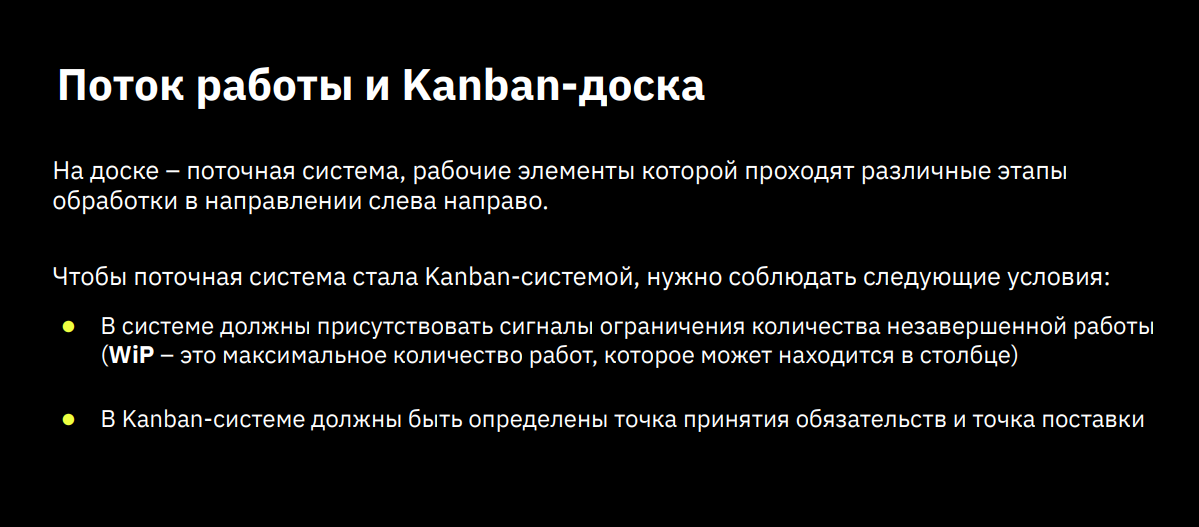 Поток работы и Kanban-доска
На доске – поточная система, рабочие элементы которой проходят различные этапы
обработки в направлении слева направо.
Чтобы поточная система стала Kanban-системой, нужно соблюдать следующие условия:
● В системе должны присутствовать сигналы ограничения количества незавершенной работы
(WiP – это максимальное количество работ, которое может находится в столбце)
● В Kanban-системе должны быть определены точка принятия обязательств и точка поставки